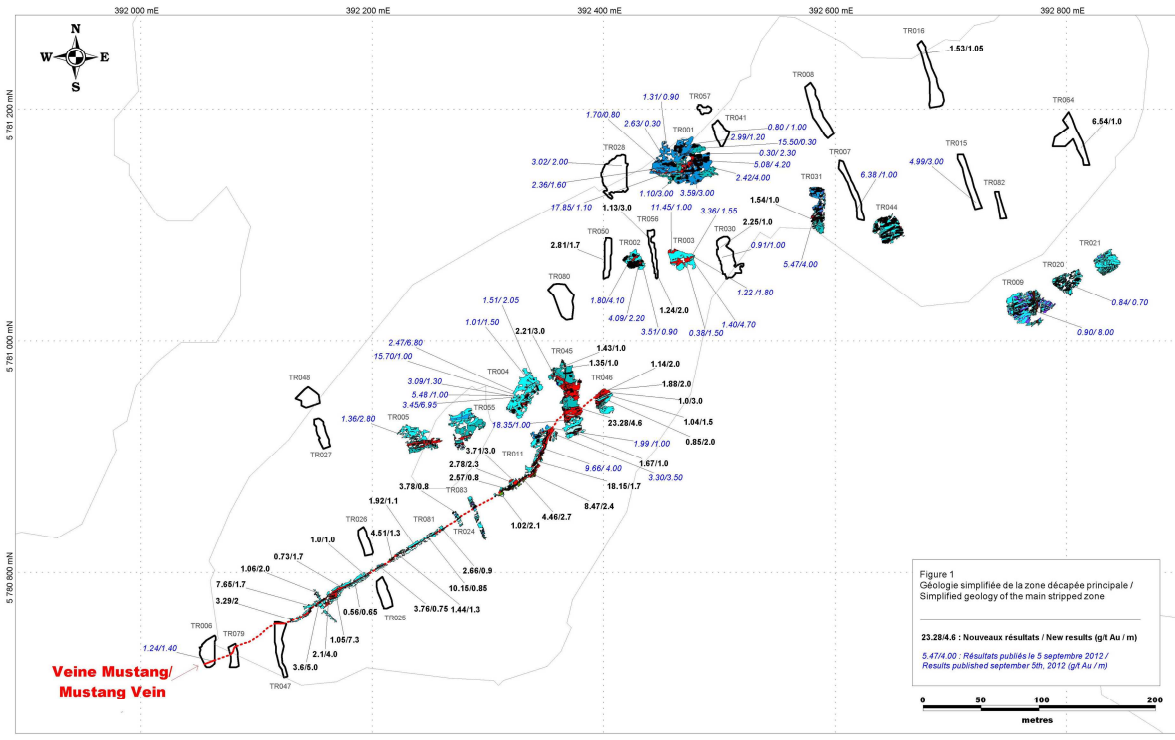 392 000 mE
392 200 mE
392 400 mE
392 600 mE
392 800 mE
N
W E
S
5 781 200 mN
5 781 000 mN
5 780 800 mN
TR016
1.53/1.05
TR008
TR064
6.54/1.0
TR057
1.31/ 0.90
1.70/0.80
TR041
2.63/ 0.30
TR001
0.80 / 1.00
2.99/1.20
15.50/0.30
0.30/ 2.30
5.08/ 4.20
2.42/4.00
TR028
3.02/ 2.00
2.36/1.60
17.85/ 1.10
1.10/3.00
3.59/3.00
TR007
6.38 /1.00
TR015
4.99/3.00
TR082
TR031
1.54/1.0
5.47/4.00
TR044
TR021
TR020
0.84/ 0.70
TR009
0.90/ 8.00
1.13/3.0
11.45/ 1.00
3.36/ 1.55
TR056
TR050
2.81/1.7
TR002
TR003
TR030
2.25/1.0
0.91/1.00
1.22 /1.80
1.80/4.10
4.09/ 2.20
3.51/ 0.90
1.24/2.0
0.38/1.50
1.40/4.70
TR080
1.51/ 2.05
1.01/1.50
2.21/3.0
2.47/6.80
15.70/1.00
TR004
TR045
1.43/1.0
1.35/1.0
TR046
1.14/2.0
1.88/2.0
1.0/3.0
1.04/1.5
0.85/2.0
3.09/1.30
5.48 /1.00
3.45/6.95
TR048
TR027
1.36/2.80
TR005
TR055
18.35/1.00
23.28/4.6
1.99 /1.00
1.67/1.0
3.30/3.50
3.71/3.0
TR011
9.66/ 4.00
18.15/1.7
8.47/2.4
2.78/2.3
2.57/0.8
3.78/0.8
TR083
4.46/2.7
1.02/2.1
1.92/1.1
TR081
TR024
TR026
4.51/1.3
1.0/1.0
0.73/1.7
1.06/2.0
7.65/1.7
3.29/2
2.66/0.9
10.15/0.85
1.44/1.3
3.76/0.75
TR026
0.56/0.65
1.05/7.3
2.1/4.0
3.6/5.0
TR006
TR079
1.24/1.40
TR047
Veine Mustang/
Mustang Vein
Figure 1
Géologie simplifiée de la zone décapée principale /
Simplified geology of the main stripped zone
23.28/4.6 : Nouveaux résultats / New results (g/t Au / m)
5.47/4.00 : Résultats publiés le 5 septembre 2012 /
Results published september 5th, 2012 (g/t Au / m)
0 50 100 200
metres